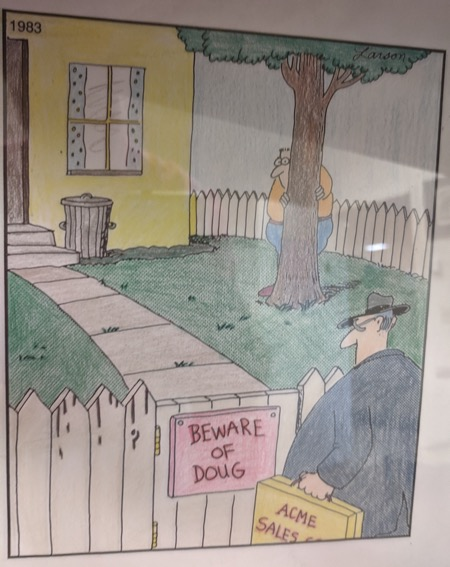 1983
Larson
BEWARE
OF
DOUG
ACME
SALES